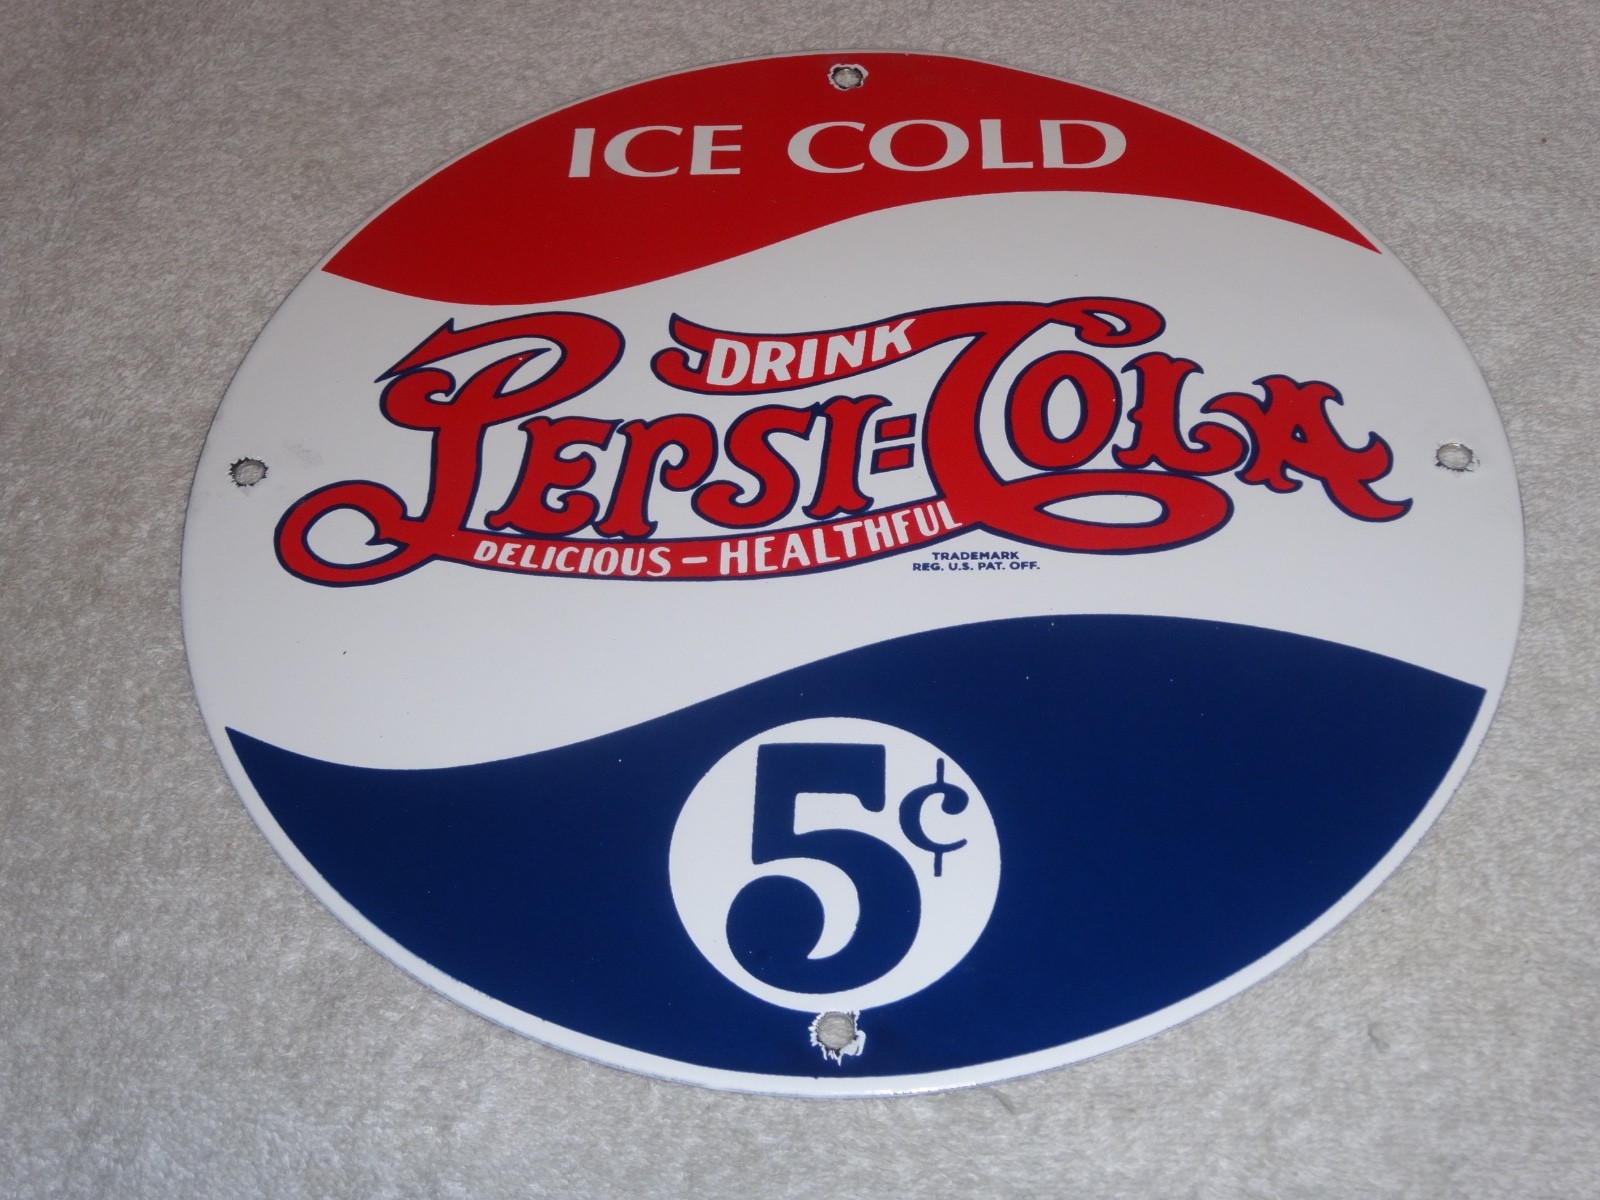 ICE COLD
DRINK
PEPSI=COLA
DELICIOUS - HEALTHFUL
TRADEMARK
REG. U.S. PAT. OFF.
5¢